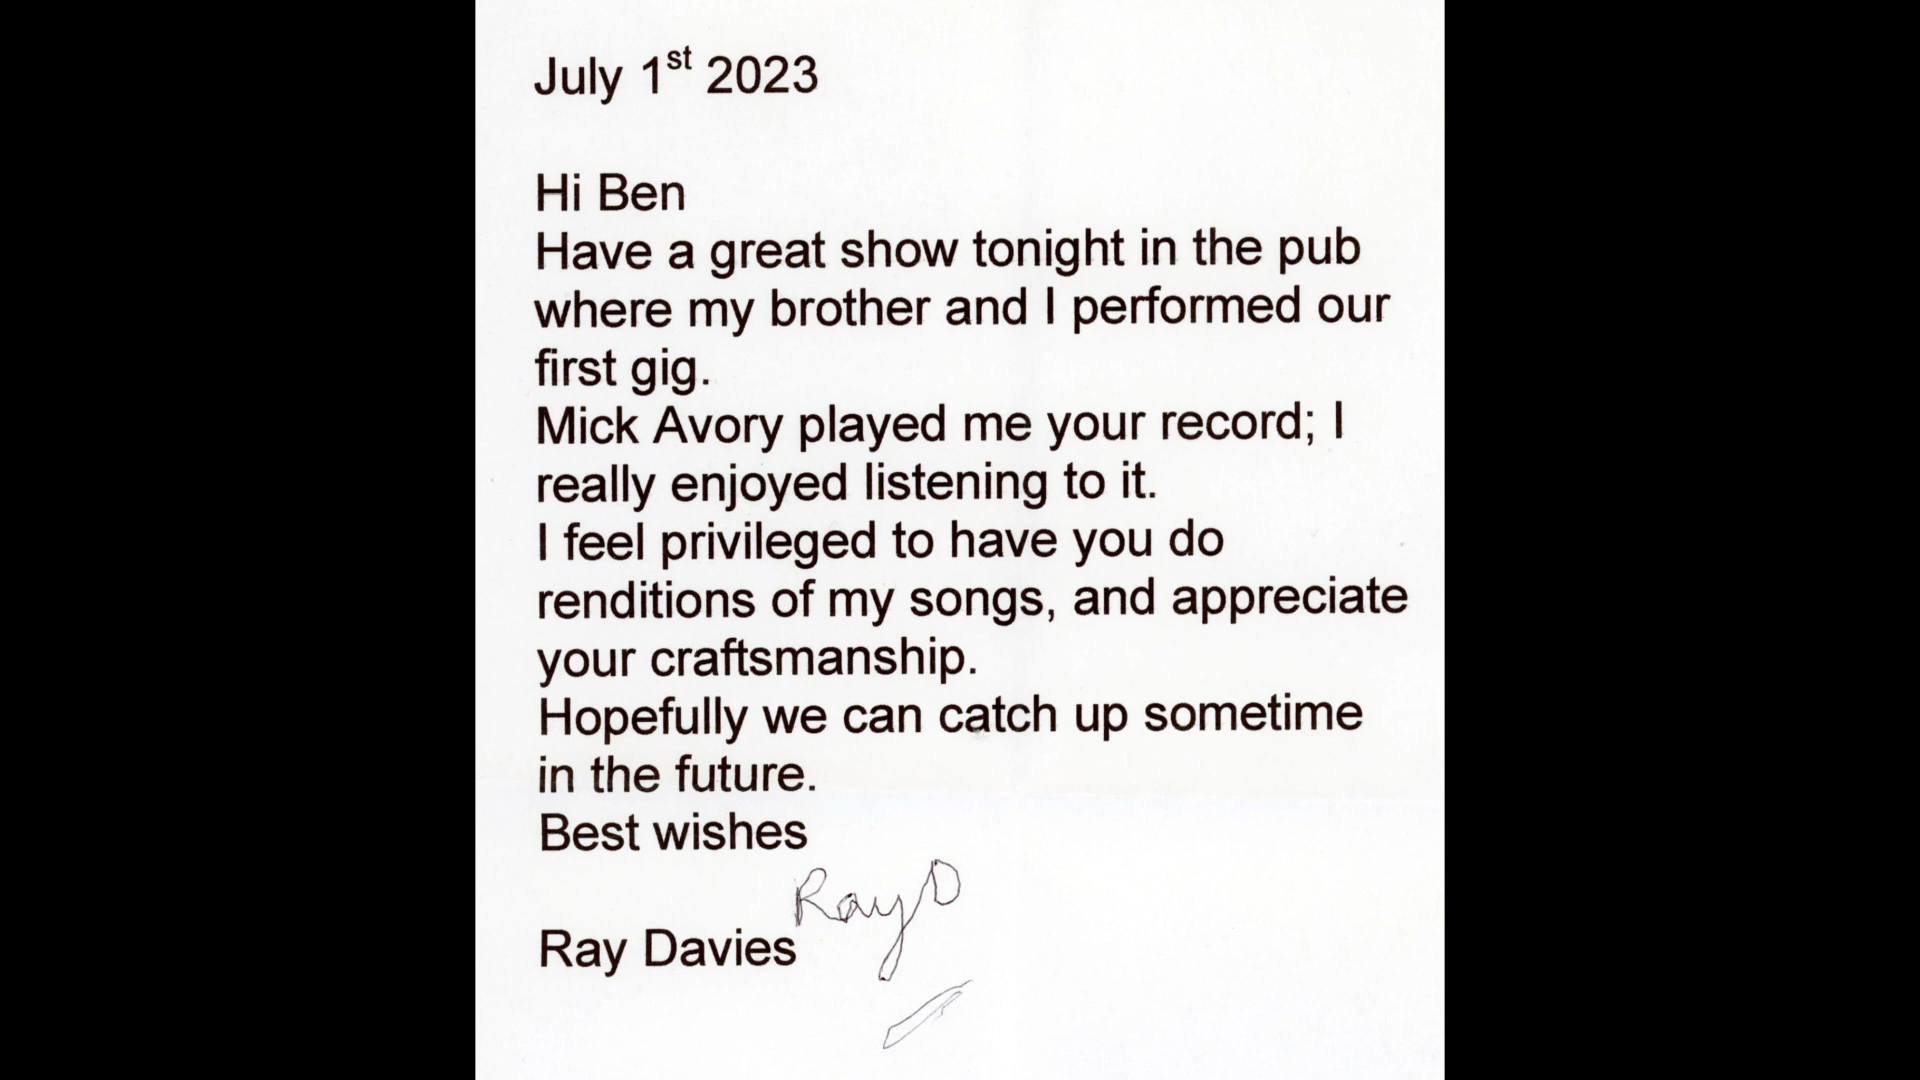 July 1st 2023
Hi Ben
Have a great show tonight in the pub
where my brother and I performed our
first gig.
Mick Avory played me your record; I
really enjoyed listening to it.
I feel privileged to have you do
renditions of my songs, and appreciate
your craftsmanship.
Hopefully we can catch up sometime
in the future.
Best wishes
Ray D
Ray Davies